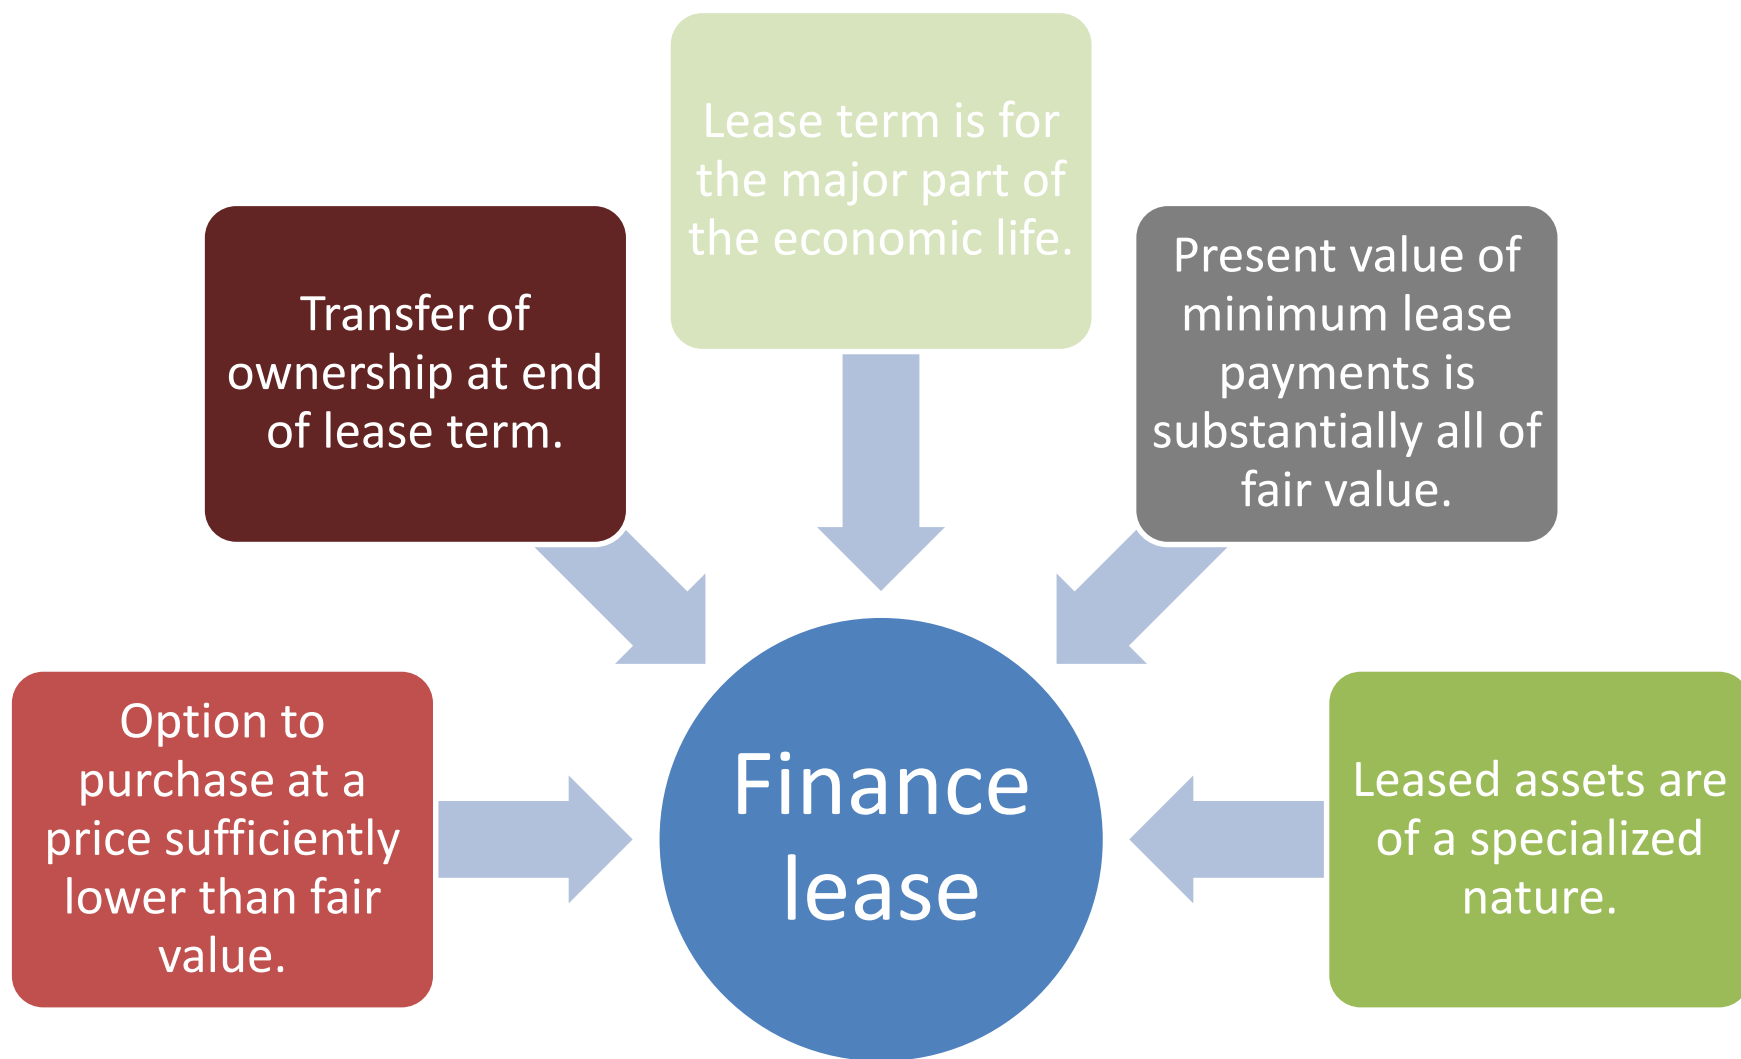 Lease term is for
the major part of
the economic life.
Transfer of
ownership at end
of lease term.
Present value of
minimum lease
payments is
substantially all of
fair value.
Option to
purchase at a
price sufficiently
lower than fair
value.
Finance
lease
Leased assets are
of a specialized
nature.